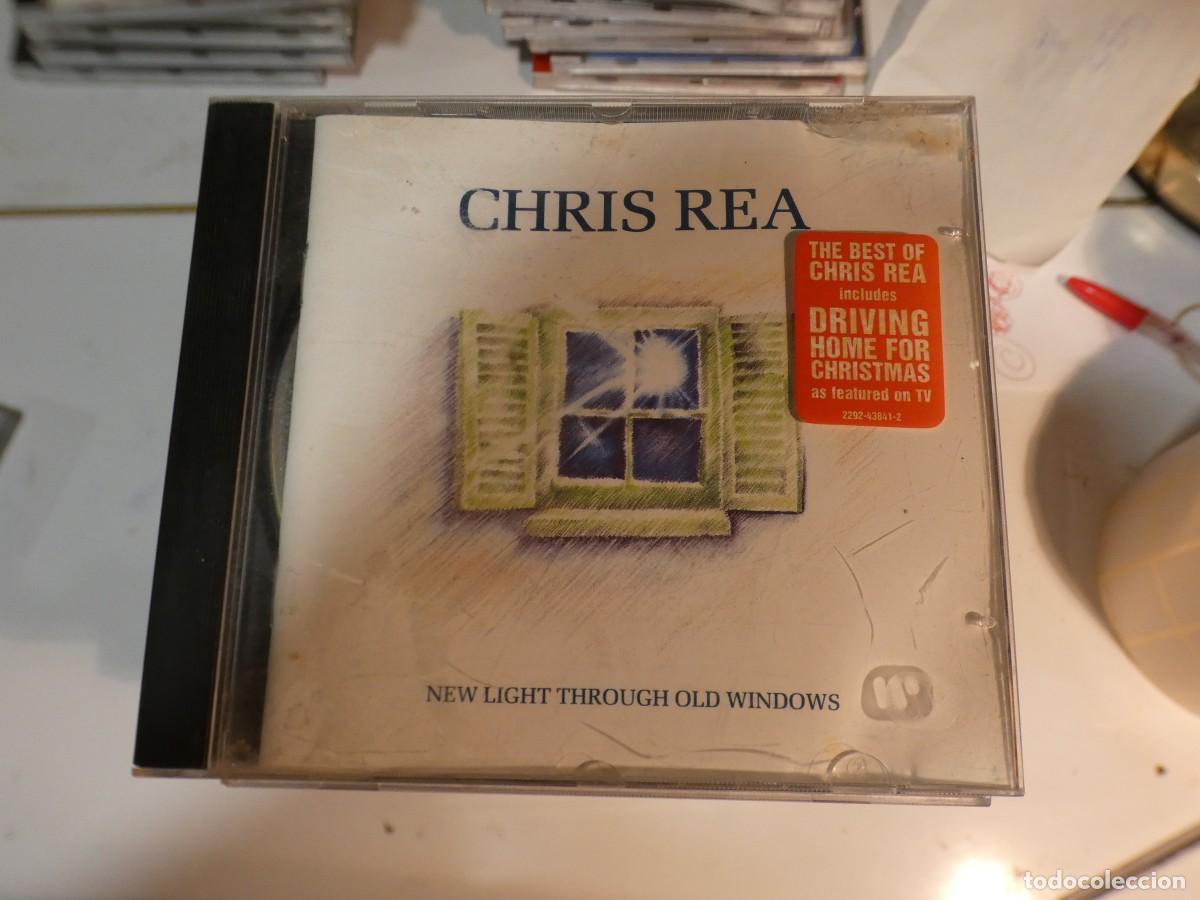 CHRIS REA
THE BEST OF
CHRIS REA
includes
DRIVING
HOME FOR
CHRISTMAS
as featured on TV
2292-43841-2
NEW LIGHT THROUGH OLD WINDOWS
todocoleccion